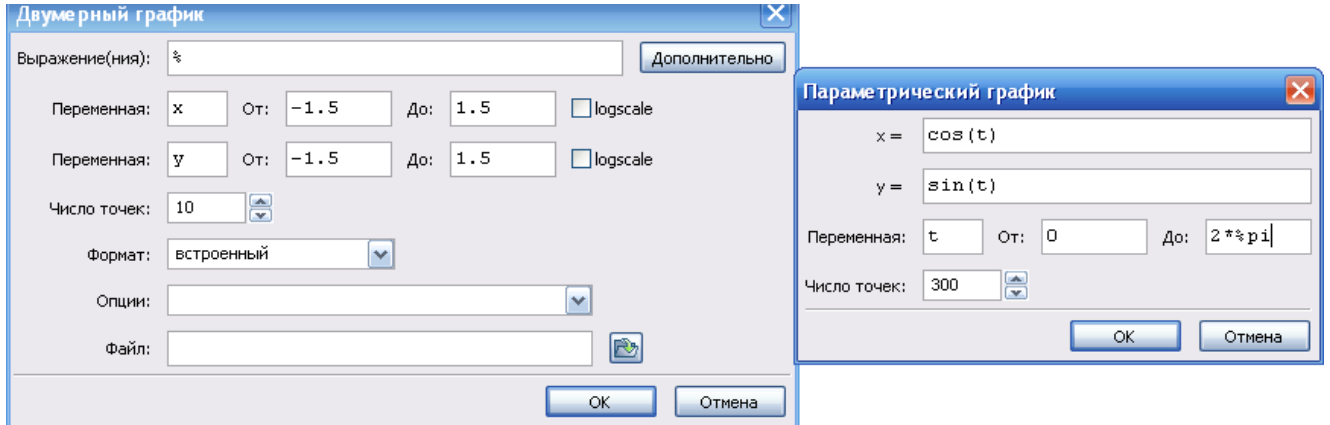 Двумерный график
Выражение(ния): % Дополнительно
Переменная: x От: -1.5 До: 1.5 logscale
Переменная: y От: -1.5 До: 1.5 logscale
Число точек: 10
Формат: встроенный
Опции:
Файл:
ОК Отмена
Параметрический график
x = cos(t)
y = sin(t)
Переменная: t От: 0 До: 2*%pi
Число точек: 300
ОК Отмена